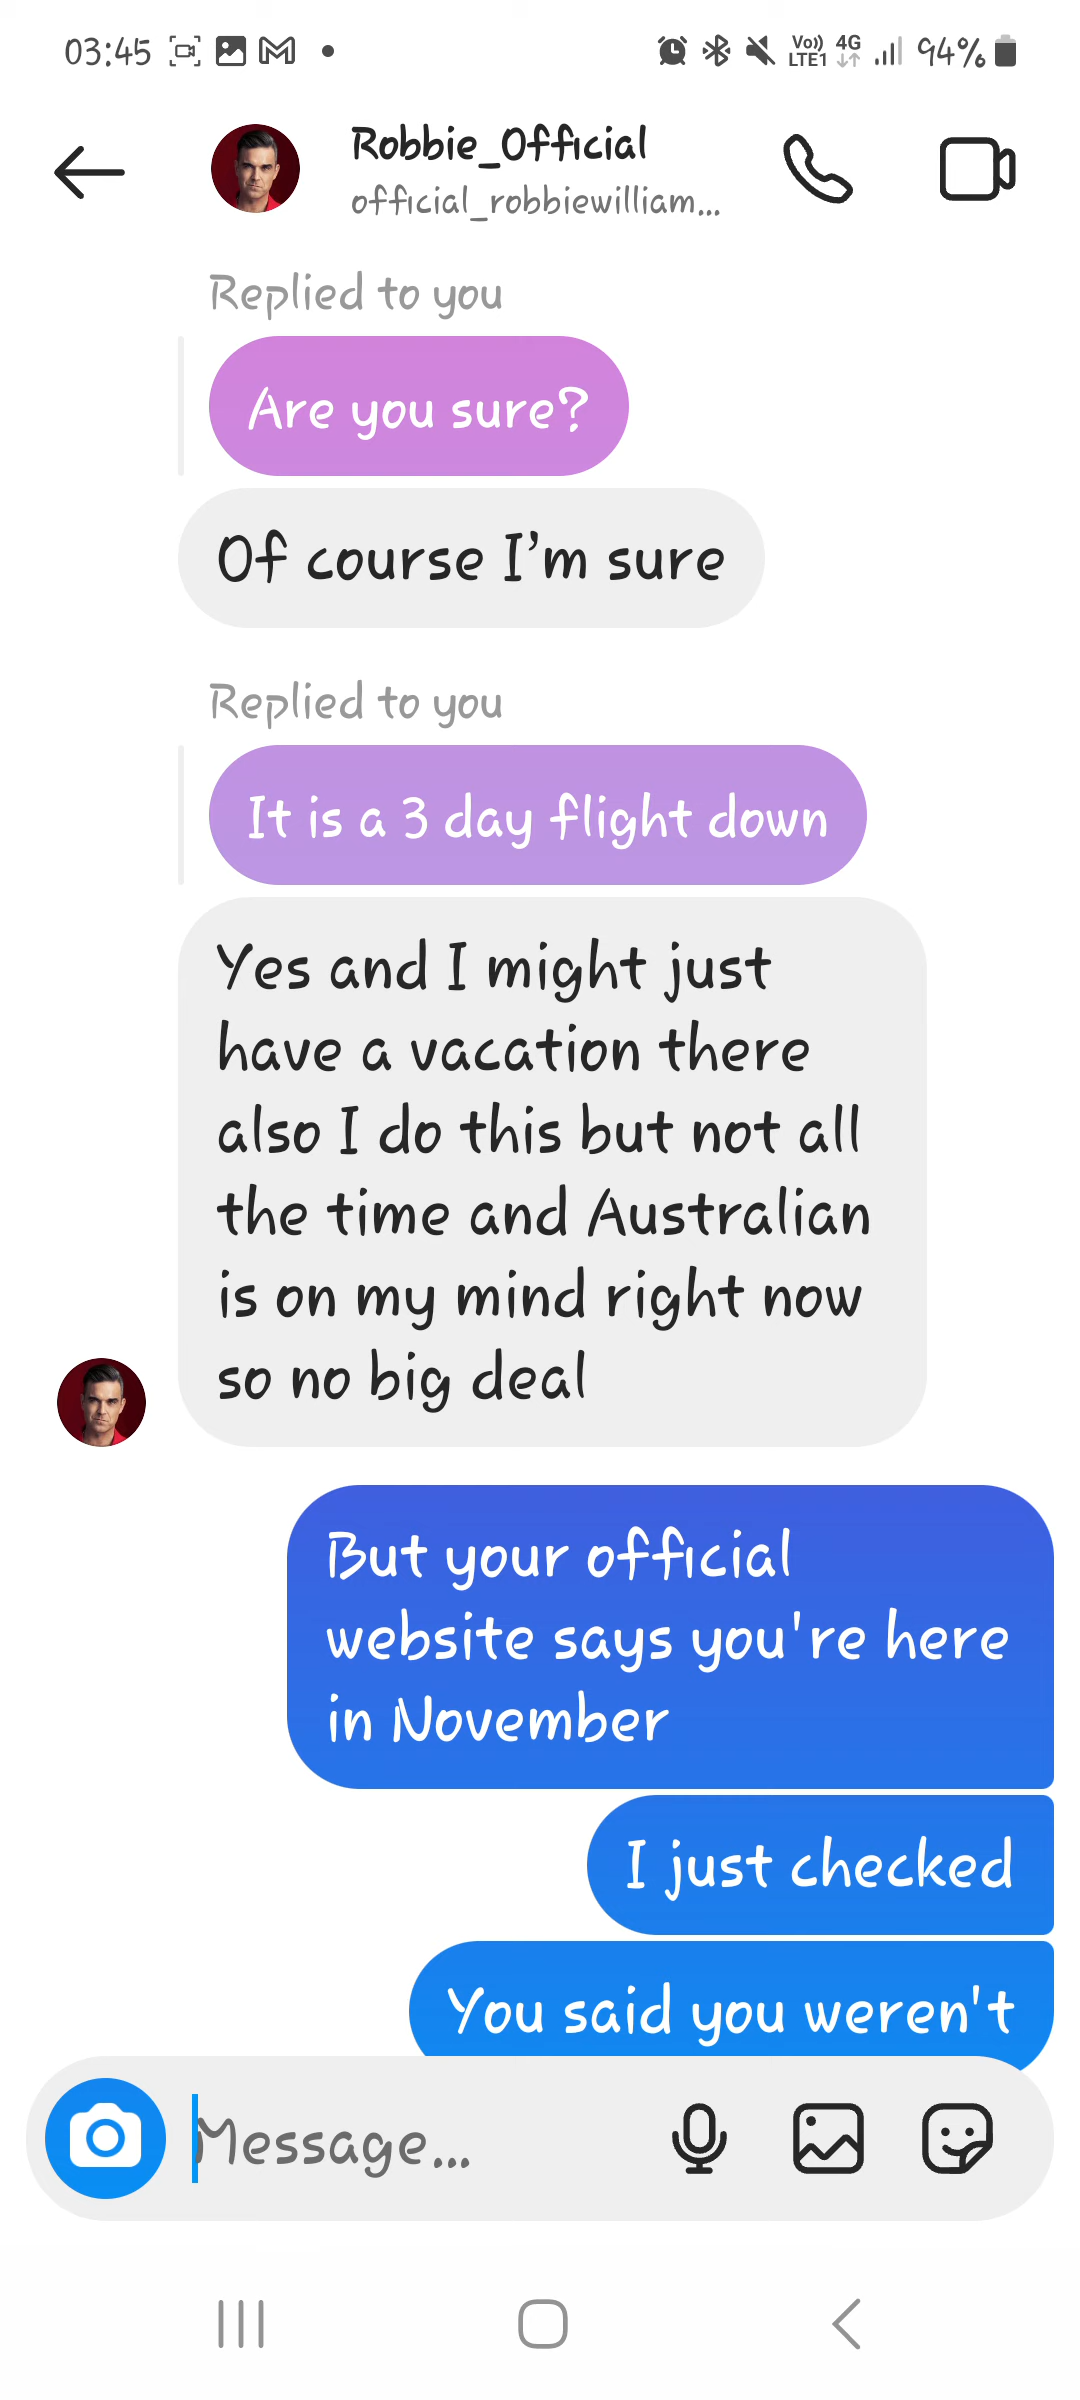 03:45
Vo)) 4G
LTE1
94%
Robbie_Official
official_robbiewilliam...
Replied to you
Are you sure?
Of course I'm sure
Replied to you
It is a 3 day flight down
Yes and I might just
have a vacation there
also I do this but not all
the time and Australian
is on my mind right now
so no big deal
But your official
website says you're here
in November
I just checked
You said you weren't
Message...